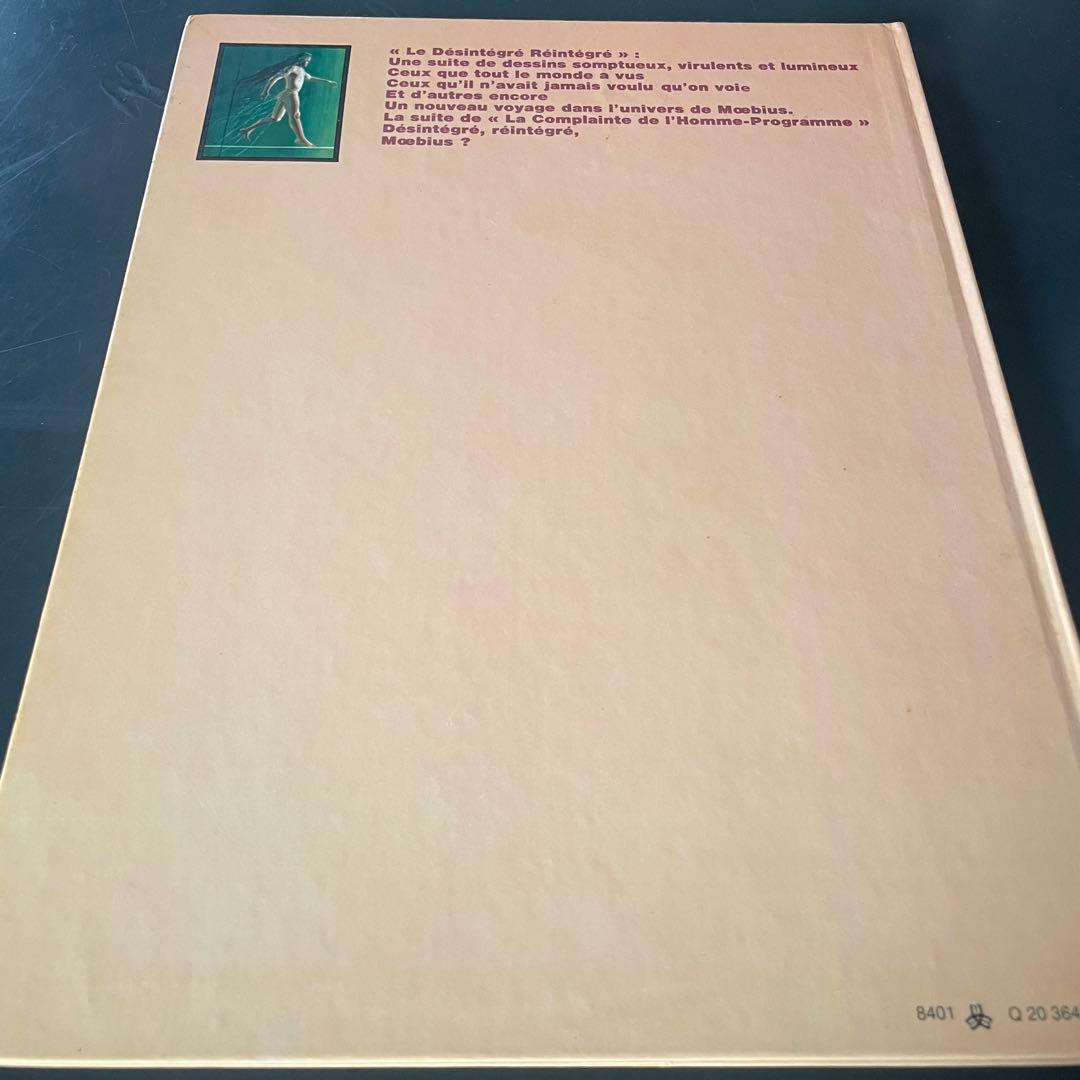 « Le Désintégré Réintégré » :
Une suite de dessins somptueux, virulents et lumineux
Ceux que tout le monde a vus
Ceux qu'il n'avait jamais voulu qu'on voie
Et d'autres encore
Un nouveau voyage dans l'univers de Mœbius.
La suite de « La Complainte de l'Homme-Programme »
Désintégré, réintégré,
Mœbius ?
8401 Q 20 364